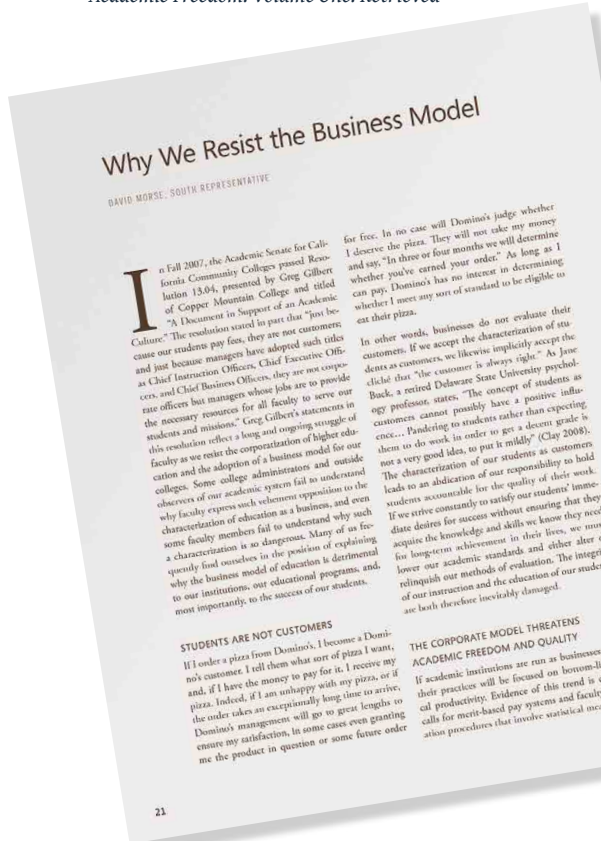 Academic Freedom: Volume One. Retrieved
Why We Resist the Business Model
DAVID MORSE, SOUTH REPRESENTATIVE
In Fall 2007, the Academic Senate for Cali-
fornia Community Colleges passed Reso-
lution 13.04, presented by Greg Gilbert
of Copper Mountain College and titled
"A Document in Support of an Academic
Culture." The resolution stated in part that "just be-
cause our students pay fees, they are not customers;
and just because managers have adopted such titles
as Chief Instruction Officers, Chief Executive Offi-
cers, and Chief Business Officers, they are not corpo-
rate officers but managers whose jobs are to provide
the necessary resources for all faculty to serve our
students and missions." Greg Gilbert's statements in
this resolution reflect a long and ongoing struggle of
faculty as we resist the corporatization of higher edu-
cation and the adoption of a business model for our
colleges. Some college administrators and outside
observers of our academic system fail to understand
why faculty express such vehement opposition to the
characterization of education as a business, and even
some faculty members fail to understand why such
a characterization is so dangerous. Many of us fre-
quently find ourselves in the position of explaining
why the business model of education is detrimental
to our institutions, our educational programs, and,
most importantly, to the success of our students.
STUDENTS ARE NOT CUSTOMERS
If I order a pizza from Domino's, I become a Domi-
no's customer. I tell them what sort of pizza I want,
and, if I have the money to pay for it, I receive my
pizza. Indeed, if I am unhappy with my pizza, or if
the order takes an exceptionally long time to arrive,
Domino's management will go to great lengths to
ensure my satisfaction, in some cases even granting
me the product in question or some future order
for free. In no case will Domino's judge whether
I deserve the pizza. They will not take my money
and say, "In three or four months we will determine
whether you've earned your order." As long as I
can pay, Domino's has no interest in determining
whether I meet any sort of standard to be eligible to
eat their pizza.
In other words, businesses do not evaluate their
customers. If we accept the characterization of stu-
dents as customers, we likewise implicitly accept the
cliché that "the customer is always right." As Jane
Buck, a retired Delaware State University psychol-
ogy professor, states, "The concept of students as
customers cannot possibly have a positive influ-
ence… Pandering to students rather than expecting
them to do work in order to get a decent grade is
not a very good idea, to put it mildly" (Clay 2008).
The characterization of our students as customers
leads to an abdication of our responsibility to hold
students accountable for the quality of their work.
If we strive constantly to satisfy our students' imme-
diate desires for success without ensuring that they
acquire the knowledge and skills we know they need
for long-term achievement in their lives, we
lower our academic standards and either alter
relinquish our methods of evaluation. The
of our instruction and the education of our
are both therefore inevitably damaged.
THE CORPORATE MODEL THREATENS
ACADEMIC FREEDOM AND QUALITY
If academic institutions are run as businesses
their practices will be focused on
cal productivity. Evidence of this trend is
calls for merit-based pay systems and
ation procedures that involve statistical
21